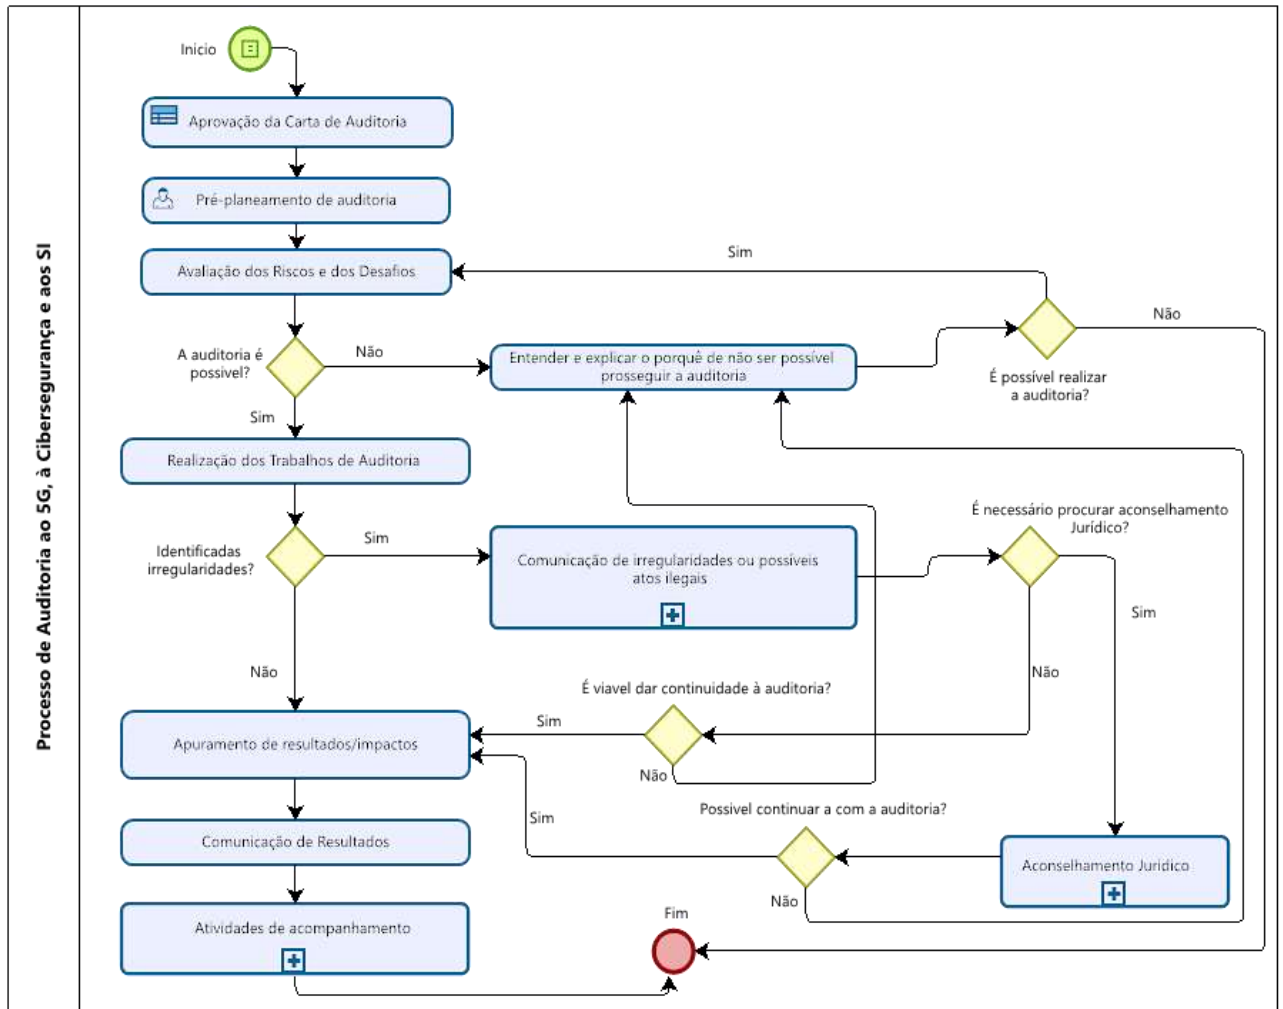 Processo de Auditoria ao 5G, à Cibersegurança e aos SI
Inicio
Aprovação da Carta de Auditoria
Pré-planeamento de auditoria
Avaliação dos Riscos e dos Desafios
Sim
Não
A auditoria é
possivel?
Não
Entender e explicar o porquê de não ser possível
prosseguir a auditoria
É possível realizar
a auditoria?
Sim
Realização dos Trabalhos de Auditoria
Identificadas
irregularidades?
Sim
Comunicação de irregularidades ou possíveis
atos ilegais
É necessário procurar aconselhamento
Jurídico?
Sim
Não
Não
É viavel dar continuidade à auditoria?
Sim
Não
Apuramento de resultados/impactos
Possivel continuar a com a auditoria?
Sim
Não
Comunicação de Resultados
Aconselhamento Juridico
Atividades de acompanhamento
Fim